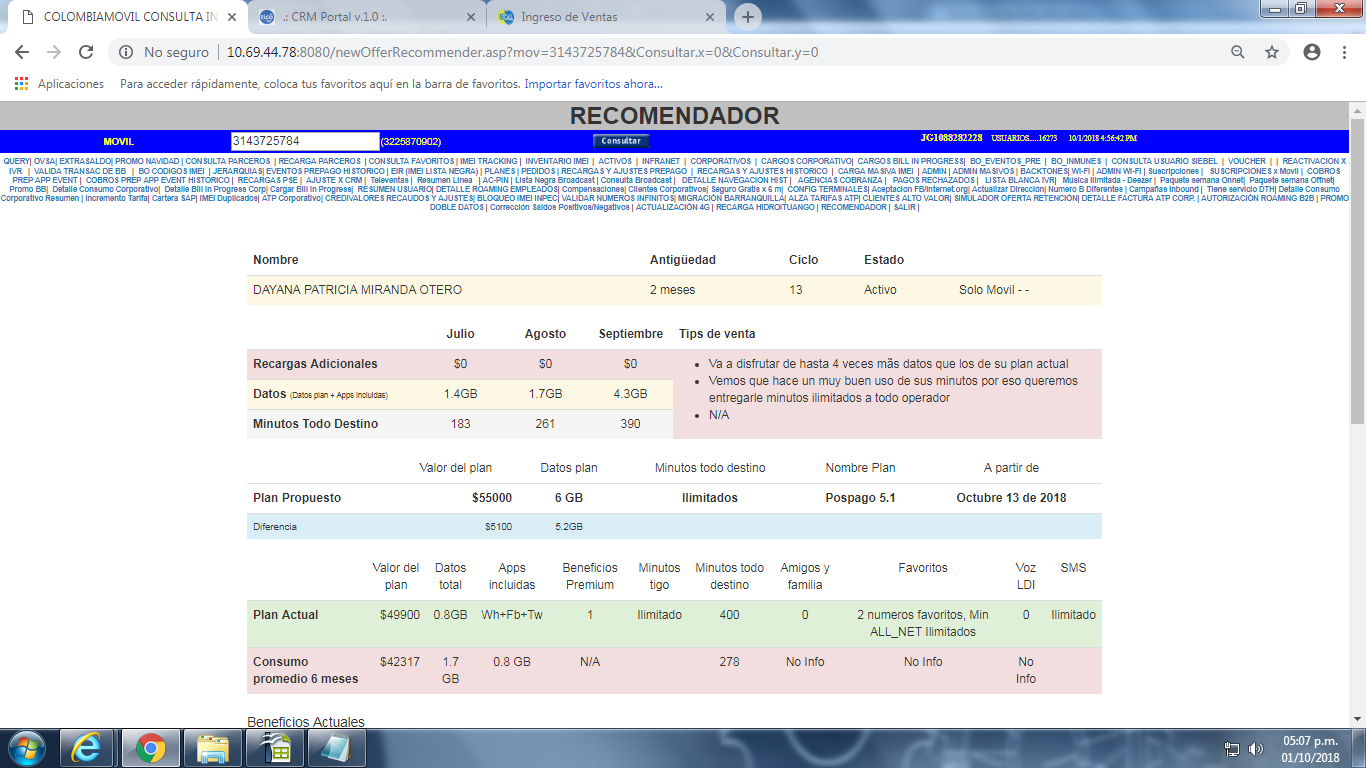 COLOMBIAMOVIL CONSULTA IN
.: CRM Portal v.1.0 :.
Ingreso de Ventas
No seguro
10.69.44.78:8080/newOfferRecommender.asp?mov=3143725784&Consultar.x=0&Consultar.y=0
Aplicaciones
Para acceder rápidamente, coloca tus favoritos aquí en la barra de favoritos. Importar favoritos ahora...
RECOMENDADOR
MOVIL 3143725784 (3225870902) Consultar JG1088282228 USUARIOS.....16273 10/1/2018 4:56:42 PM
QUERY| OVSA| EXTRASALDO| PROMO NAVIDAD | CONSULTA PARCEROS | RECARGA PARCEROS | CONSULTA FAVORITOS | IMEI TRACKING | INVENTARIO IMEI | ACTIVOS | INFRANET | CORPORATIVOS | CARGOS CORPORATIVO| CARGOS BILL IN PROGRESS| BO_EVENTOS_PRE | BO_INMUNES | CONSULTA USUARIO SIEBEL | VOUCHER | | REACTIVACION X
IVR | VALIDA TRANSAC DE BB | BO CODIGOS IMEI | JERARQUIAS| EVENTOS PREPAGO HISTORICO | EIR (IMEI LISTA NEGRA) | PLANES | PEDIDOS | RECARGAS Y AJUSTES PREPAGO | RECARGAS Y AJUSTES HISTORICO | CARGA MASIVA IMEI | ADMIN | ADMIN MASIVOS | BACKTONES| WI-FI | ADMIN WI-FI | Suscripciones | SUSCRIPCIONES x Movil | COBROS
PREP APP EVENT | COBROS PREP APP EVENT HISTORICO | RECARGAS PSE | AJUSTE X CRM | Televentas | Resumen Linea | AC-PIN | Lista Negra Broadcast | Consulta Broadcast | DETALLE NAVEGACION HIST | AGENCIAS COBRANZA | PAGOS RECHAZADOS | LISTA BLANCA IVR| Música Ilimitada - Deezer | Paquete semana Onnet| Paquete semana Offnet|
Promo BB| Detalle Consumo Corporativo| Detalle Bill In Progress Corp| Cargar Bill In Progress| RESUMEN USUARIO| DETALLE ROAMING EMPLEADOS| Compensaciones| Clientes Corporativos| Seguro Gratis x 6 m| CONFIG TERMINALES| Aceptacion FB/Internet.org| Actualizar Dirección| Numero B Diferentes | Campañas Inbound | Tiene servicio DTH| Detalle Consumo
Corporativo Resumen | Incremento Tarifa| Cartera SAP| IMEI Duplicados| ATP Corporativo| CREDIVALORES RECAUDOS Y AJUSTES| BLOQUEO IMEI INPEC| VALIDAR NUMEROS INFINITOS| MIGRACIÓN BARRANQUILLA| ALZA TARIFAS ATP| CLIENTES ALTO VALOR| SIMULADOR OFERTA RETENCIÓN| DETALLE FACTURA ATP CORP. | AUTORIZACIÓN ROAMING B2B | PROMO
DOBLE DATOS | Corrección Saldos Positivos/Negativos | ACTUALIZACIÓN 4G | RECARGA HIDROITUANGO | RECOMENDADOR | SALIR |
Nombre Antigüedad Ciclo Estado
DAYANA PATRICIA MIRANDA OTERO 2 meses 13 Activo Solo Movil - -
Julio Agosto Septiembre Tips de venta
Recargas Adicionales $0 $0 $0
Datos (Datos plan + Apps incluidas) 1.4GB 1.7GB 4.3GB
Minutos Todo Destino 183 261 390
• Va a disfrutar de hasta 4 veces mãs datos que los de su plan actual
• Vemos que hace un muy buen uso de sus minutos por eso queremos
entregarle minutos ilimitados a todo operador
• N/A
Valor del plan Datos plan Minutos todo destino Nombre Plan A partir de
Plan Propuesto $55000 6 GB Ilimitados Pospago 5.1 Octubre 13 de 2018
Diferencia $5100 5.2GB
Valor del Datos Apps Beneficios Minutos Minutos todo Amigos y Favoritos Voz SMS
plan total incluidas Premium tigo destino familia LDI
Plan Actual $49900 0.8GB Wh+Fb+Tw 1 Ilimitado 400 0 2 numeros favoritos, Min 0 Ilimitado
ALL_NET Ilimitados
Consumo $42317 1.7 0.8 GB N/A 278 No Info No Info No
promedio 6 meses GB Info
Beneficios Actuales
05:07 p.m.
01/10/2018